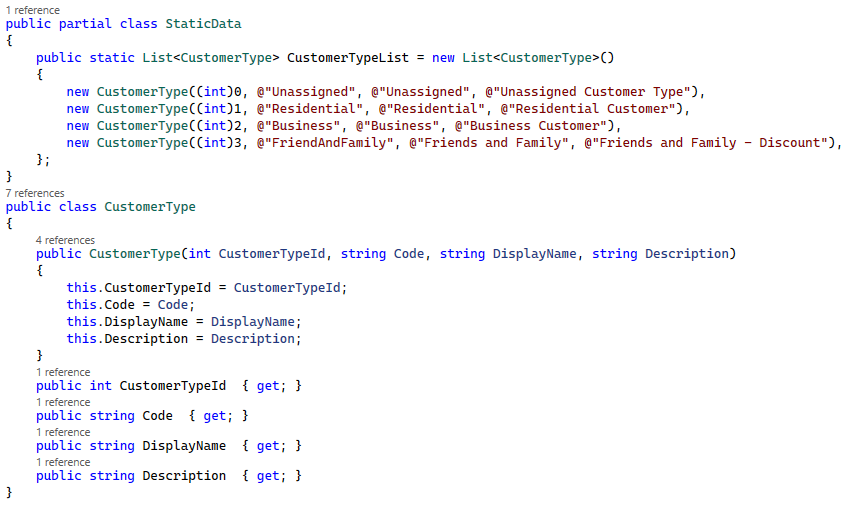 1 reference
public partial class StaticData
{
    public static List<CustomerType> CustomerTypeList = new List<CustomerType>()
    {
        new CustomerType((int)0, @"Unassigned", @"Unassigned", @"Unassigned Customer Type"),
        new CustomerType((int)1, @"Residential", @"Residential", @"Residential Customer"),
        new CustomerType((int)2, @"Business", @"Business", @"Business Customer"),
        new CustomerType((int)3, @"FriendAndFamily", @"Friends and Family", @"Friends and Family - Discount"),
    };
}
7 references
public class CustomerType
{
    4 references
    public CustomerType(int CustomerTypeId, string Code, string DisplayName, string Description)
    {
        this.CustomerTypeId = CustomerTypeId;
        this.Code = Code;
        this.DisplayName = DisplayName;
        this.Description = Description;
    }
    1 reference
    public int CustomerTypeId  { get; }
    1 reference
    public string Code  { get; }
    1 reference
    public string DisplayName  { get; }
    1 reference
    public string Description  { get; }
}